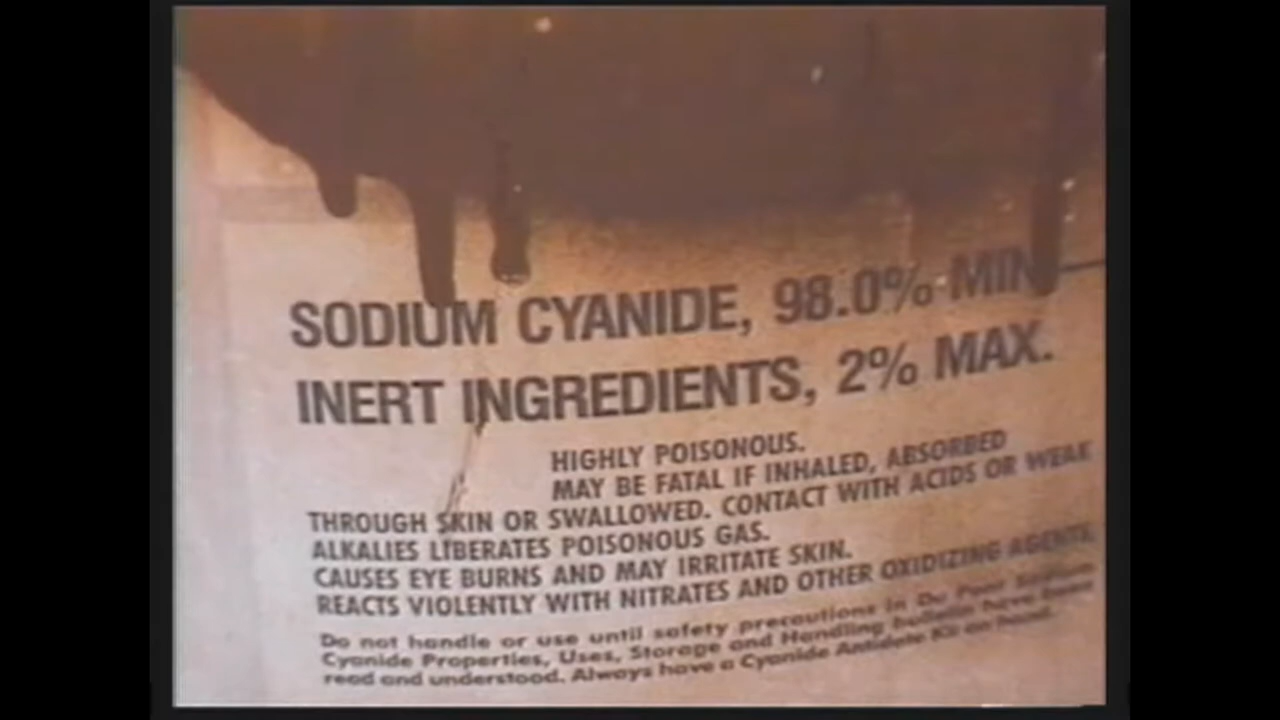 SODIUM CYANIDE, 98.0% MIN
INERT INGREDIENTS, 2% MAX.
HIGHLY POISONOUS.
MAY BE FATAL IF INHALED, ABSORBED
THROUGH SKIN OR SWALLOWED. CONTACT WITH ACIDS OR WEAK
ALKALIES LIBERATES POISONOUS GAS.
CAUSES EYE BURNS AND MAY IRRITATE SKIN.
REACTS VIOLENTLY WITH NITRATES AND OTHER OXIDIZING AGENTS.
Do not handle or use until safety precautions in Du Pont Sodium
Cyanide Properties, Uses, Storage and Handling bulletin have been
read and understood. Always have a Cyanide Antidote Kit on hand.